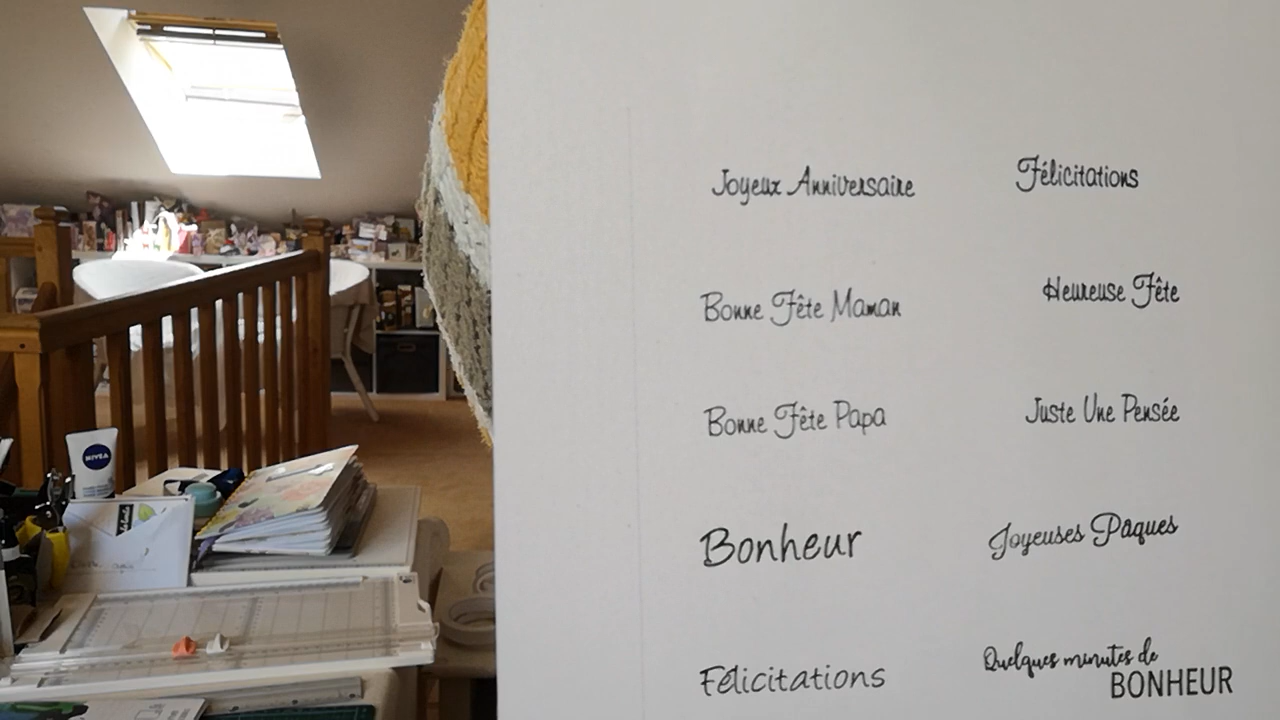 Joyeux Anniversaire
Félicitations
Bonne Fête Maman
Heureuse Fête
Bonne Fête Papa
Juste Une Pensée
Bonheur
Joyeuses Pâques
Félicitations
Quelques minutes de
BONHEUR
NIVEA